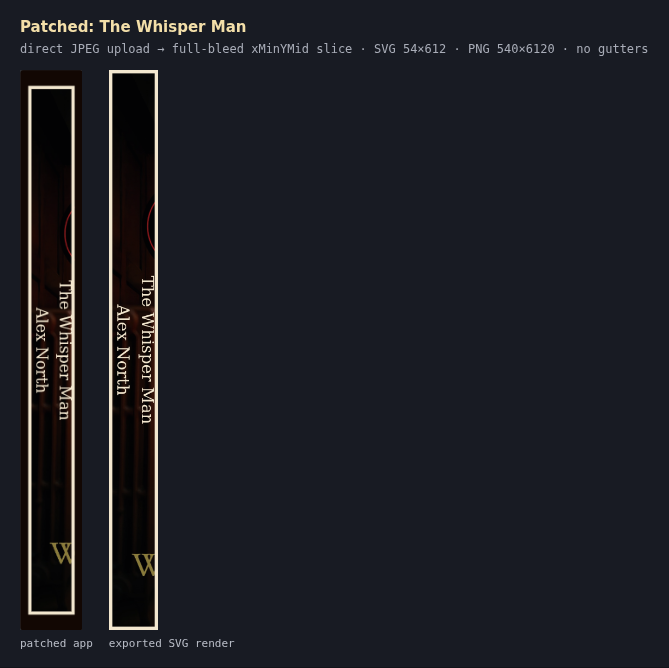 Patched: The Whisper Man
direct JPEG upload → full-bleed xMinYMid slice · SVG 54×612 · PNG 540×6120 · no gutters
The Whisper Man
Alex North
W
The Whisper Man
Alex North
W
patched app
exported SVG render